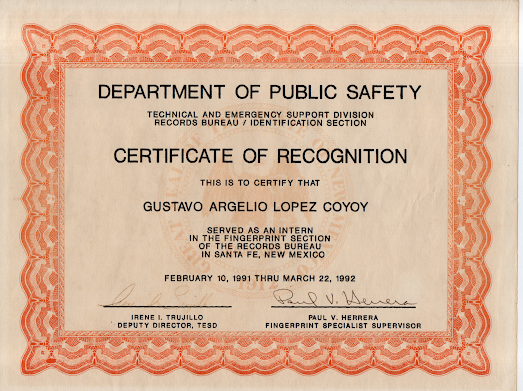 DEPARTMENT OF PUBLIC SAFETY
TECHNICAL AND EMERGENCY SUPPORT DIVISION
RECORDS BUREAU / IDENTIFICATION SECTION
CERTIFICATE OF RECOGNITION
THIS IS TO CERTIFY THAT
GUSTAVO ARGELIO LOPEZ COYOY
SERVED AS AN INTERN
IN THE FINGERPRINT SECTION
OF THE RECORDS BUREAU
IN SANTA FE, NEW MEXICO
FEBRUARY 10, 1991 THRU MARCH 22, 1992
1912
Paul V. Herrera
IRENE I. TRUJILLO
DEPUTY DIRECTOR, TESD
PAUL V. HERRERA
FINGERPRINT SPECIALIST SUPERVISOR